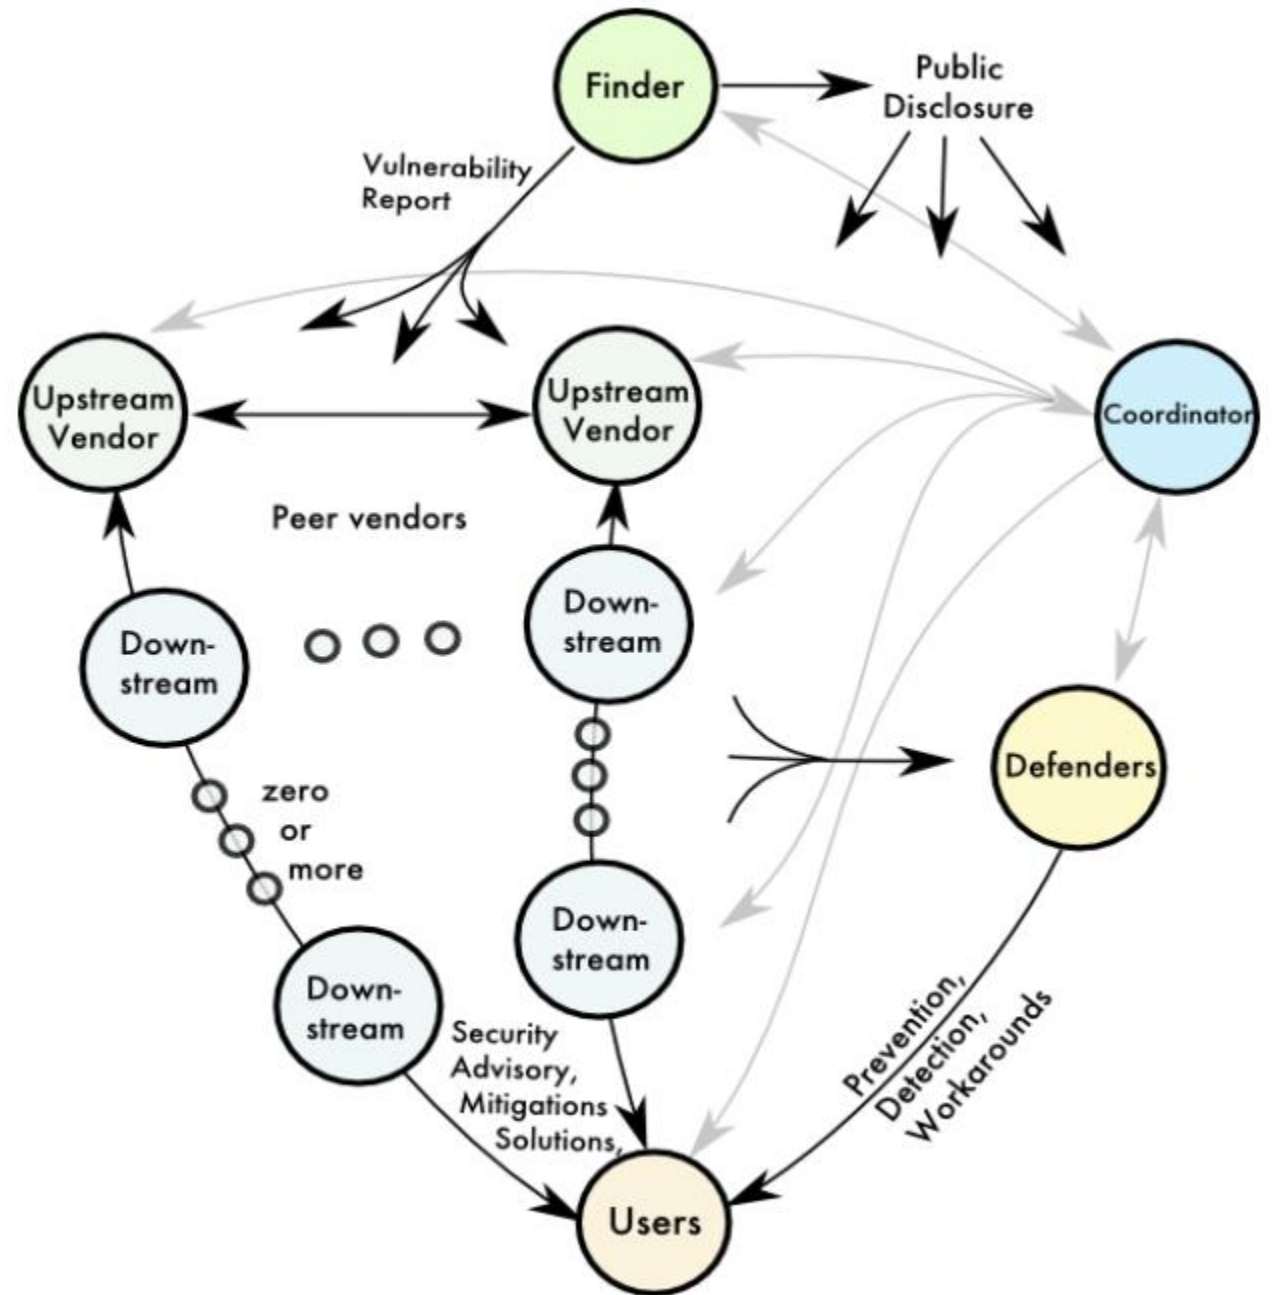 Finder
Public
Disclosure
Vulnerability
Report
Upstream
Vendor
Upstream
Vendor
Coordinator
Peer vendors
Down-
stream
Down-
stream
zero
or
more
Defenders
Down-
stream
Down-
stream
Security
Advisory,
Mitigations
Solutions,
Prevention,
Detection,
Workarounds
Users